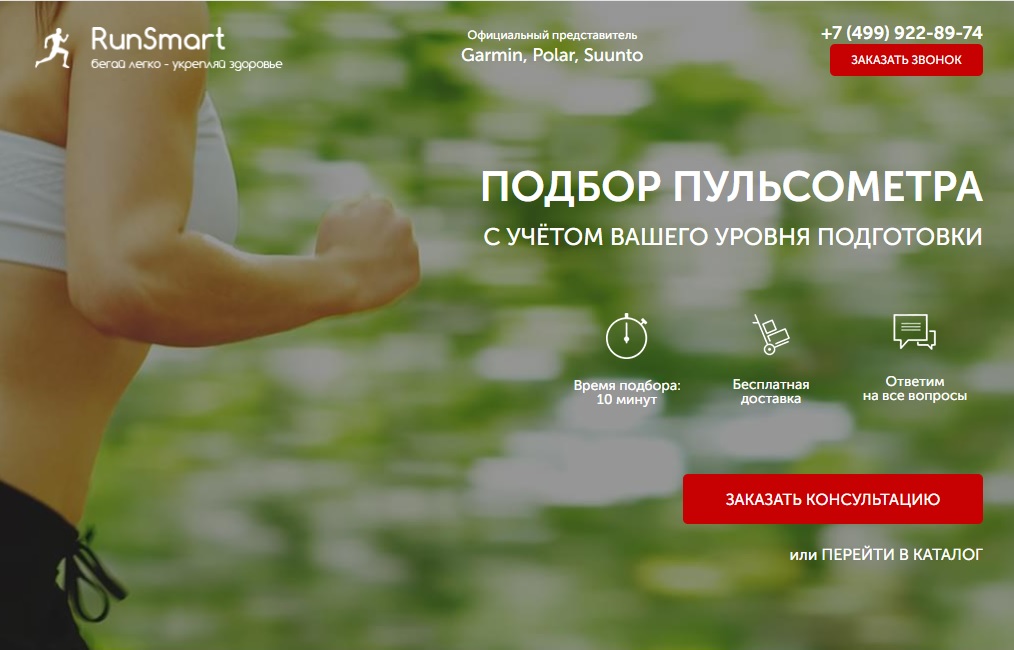 RunSmart
бегай легко - укрепляй здоровье
Официальный представитель
Garmin, Polar, Suunto
+7 (499) 922-89-74
ЗАКАЗАТЬ ЗВОНОК
ПОДБОР ПУЛЬСОМЕТРА
С УЧЁТОМ ВАШЕГО УРОВНЯ ПОДГОТОВКИ
Время подбора:
10 минут
Бесплатная
доставка
Ответим
на все вопросы
ЗАКАЗАТЬ КОНСУЛЬТАЦИЮ
или ПЕРЕЙТИ В КАТАЛОГ